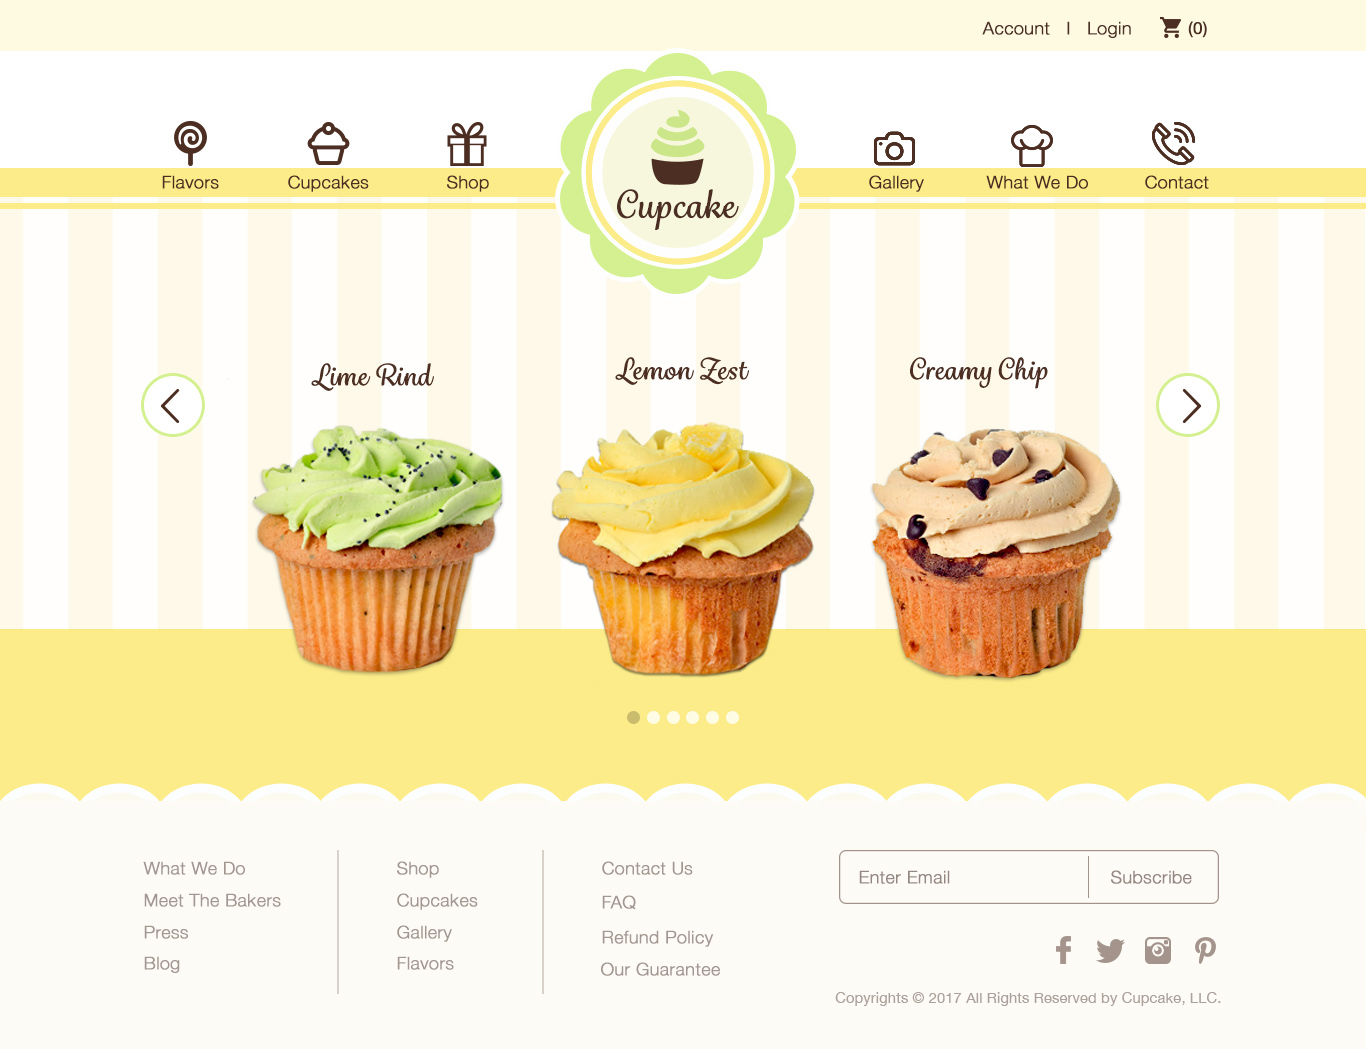 Account | Login (0)
Flavors
Cupcakes
Shop
Cupcake
Gallery
What We Do
Contact
Lime Rind
Lemon Zest
Creamy Chip
What We Do
Meet The Bakers
Press
Blog
Shop
Cupcakes
Gallery
Flavors
Contact Us
FAQ
Refund Policy
Our Guarantee
Enter Email
Subscribe
Copyrights © 2017 All Rights Reserved by Cupcake, LLC.